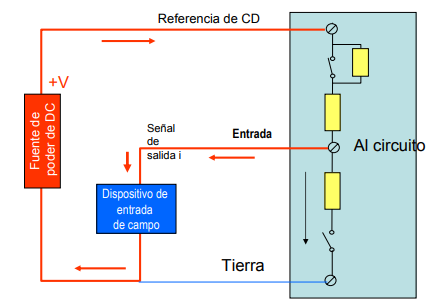 Referencia de CD
+V
Fuente de
poder de DC
Señal
de
salida i
Entrada
Al circuito
Dispositivo de
entrada
de campo
Tierra